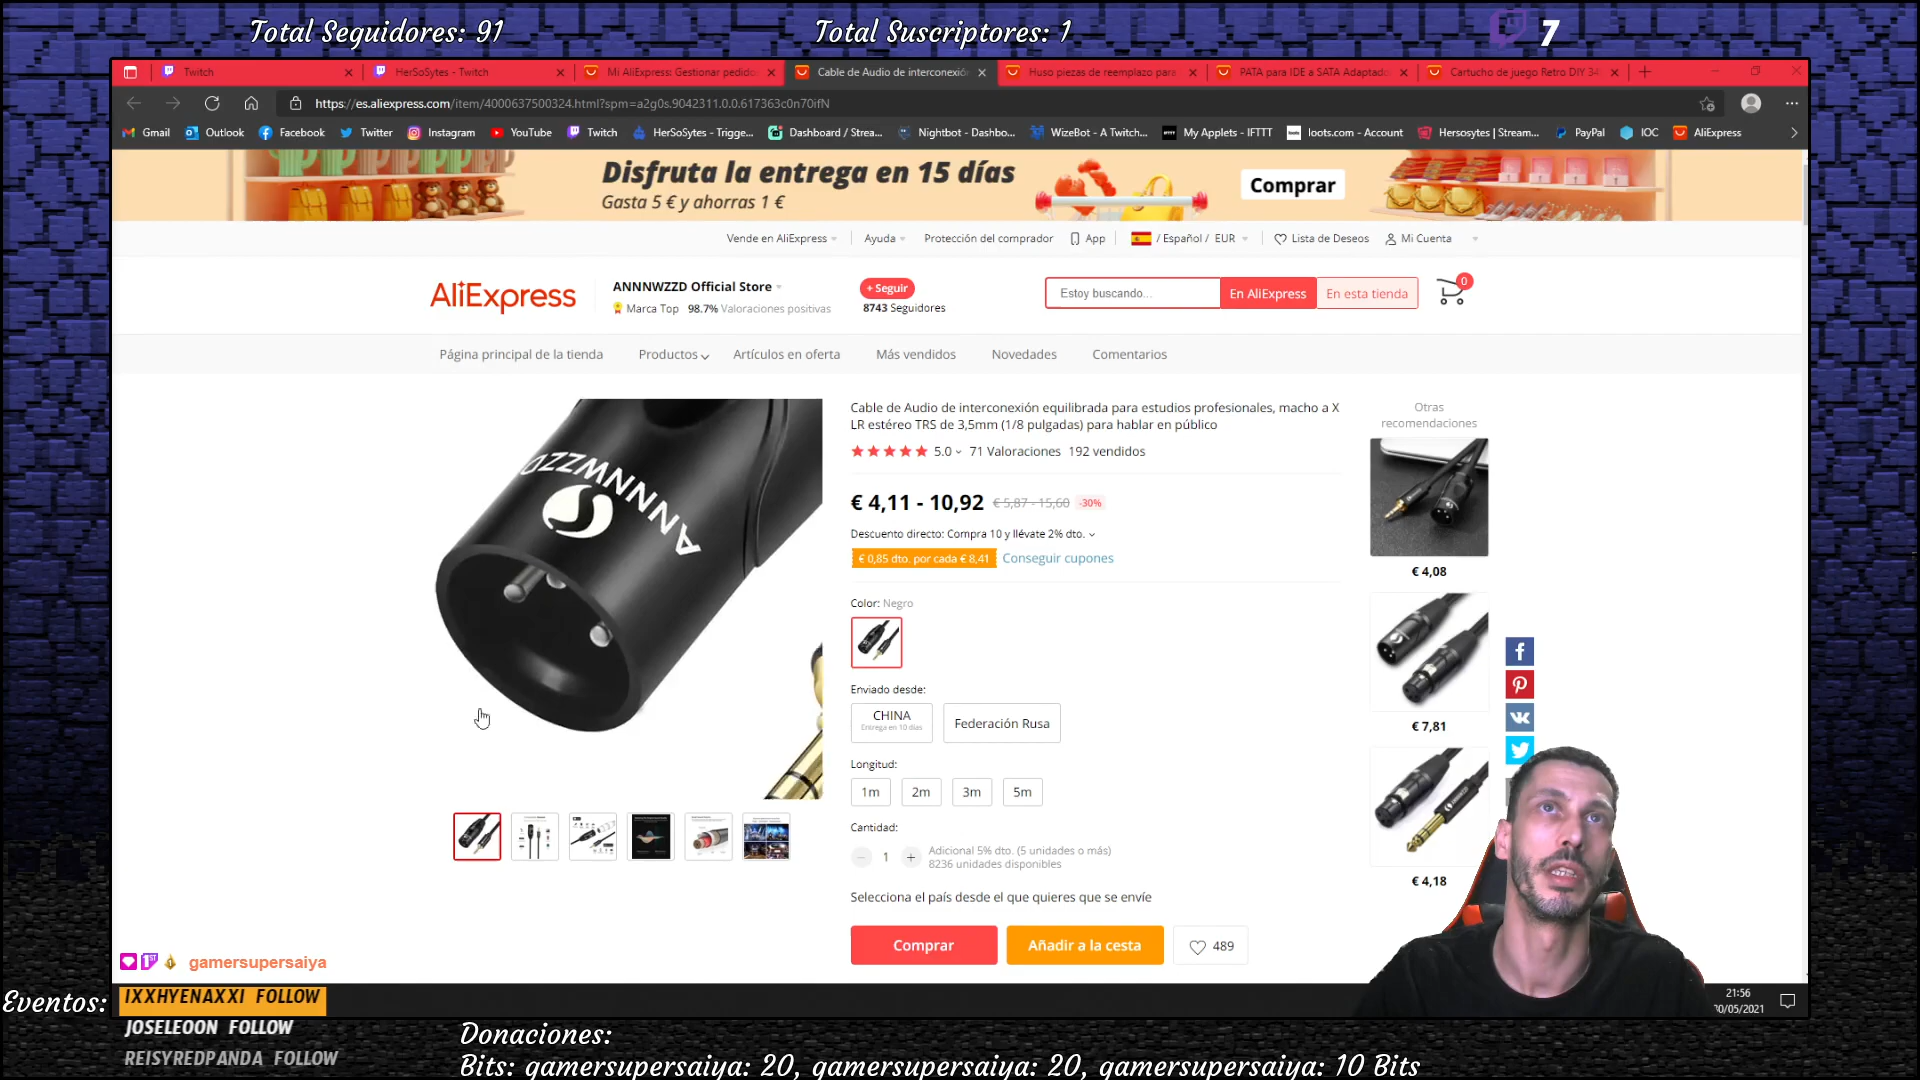 Total Seguidores: 91
Total Suscriptores: 1
7
Twitch
HerSoSytes - Twitch
Mi AliExpress: Gestionar pedido
Cable de Audio de interconexió
Huso piezas de reemplazo para
PATA para IDE a SATA Adaptado
Cartucho de juego Retro DIY
https://es.aliexpress.com/item/4000637500324.html?spm=a2g0s.9042311.0.0.617363c0n70ifN
Gmail
Outlook
Facebook
Twitter
Instagram
YouTube
Twitch
HerSoSytes - Trigge...
Dashboard / Strea...
Nightbot - Dashbo...
WizeBot - A Twitch...
My Applets - IFTTT
loots.com - Account
Hersosytes | Stream...
PayPal
IOC
AliExpress
Disfruta la entrega en 15 días
Gasta 5 € y ahorras 1 €
Comprar
Vende en AliExpress
Ayuda
Protección del comprador
App
/ Español / EUR
Lista de Deseos
Mi Cuenta
AliExpress
ANNNWZZD Official Store
Marca Top 98.7% Valoraciones positivas
+ Seguir
8743 Seguidores
Estoy buscando...
En AliExpress
En esta tienda
0
Página principal de la tienda
Productos
Artículos en oferta
Más vendidos
Novedades
Comentarios
ANNNWZZD
Cable de Audio de interconexión equilibrada para estudios profesionales, macho a X
LR estéreo TRS de 3,5mm (1/8 pulgadas) para hablar en público
5.0 71 Valoraciones 192 vendidos
€ 4,11 - 10,92 € 5,87 - 15,60 -30%
Descuento directo: Compra 10 y llévate 2% dto.
€ 0,85 dto. por cada € 8,41 Conseguir cupones
Color: Negro
Enviado desde:
CHINA
Entrega en 10 días
Federación Rusa
Longitud:
1m
2m
3m
5m
Cantidad:
1
Adicional 5% dto. (5 unidades o más)
8236 unidades disponibles
Selecciona el país desde el que quieres que se envíe
Comprar
Añadir a la cesta
489
Otras
recomendaciones
€ 4,08
€ 7,81
€ 4,18
gamersupersaiya
Eventos:
IXXHYENAXXI FOLLOW
JOSELEOON FOLLOW
REISYREDPANDA FOLLOW
Donaciones:
Bits: gamersupersaiya: 20, gamersupersaiya: 20, gamersupersaiya: 10 Bits
21:56
0/05/2021